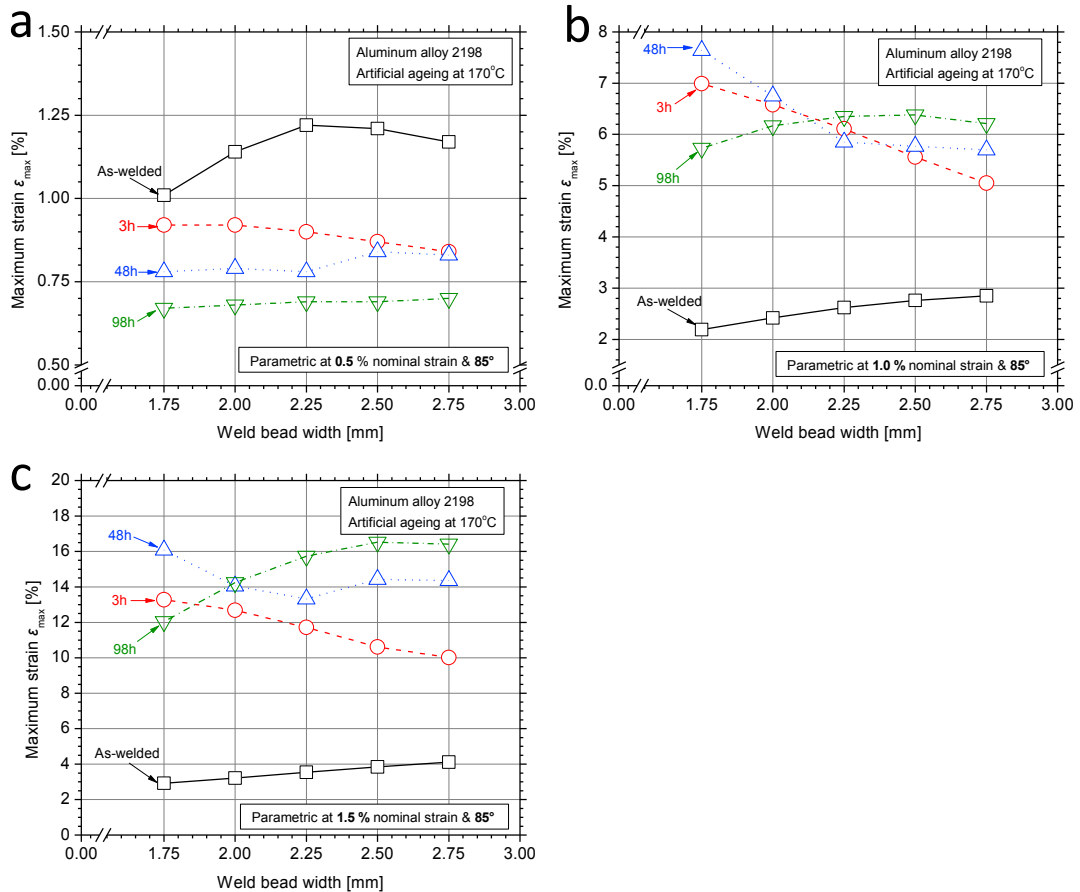 a
1.50
1.25
1.00
0.75
0.50
0.00
Maximum strain εmax [%]
Aluminum alloy 2198
Artificial ageing at 170°C
As-welded
3h
48h
98h
Parametric at 0.5 % nominal strain & 85°
0.00 1.75 2.00 2.25 2.50 2.75 3.00
Weld bead width [mm]
b
8
7
6
5
4
3
2
0.0
Maximum strain εmax [%]
Aluminum alloy 2198
Artificial ageing at 170°C
48h
3h
98h
As-welded
Parametric at 1.0 % nominal strain & 85°
0.00 1.75 2.00 2.25 2.50 2.75 3.00
Weld bead width [mm]
c
20
18
16
14
12
10
8
6
4
2
0
Maximum strain εmax [%]
Aluminum alloy 2198
Artificial ageing at 170°C
48h
3h
98h
As-welded
Parametric at 1.5 % nominal strain & 85°
0.00 1.75 2.00 2.25 2.50 2.75 3.00
Weld bead width [mm]